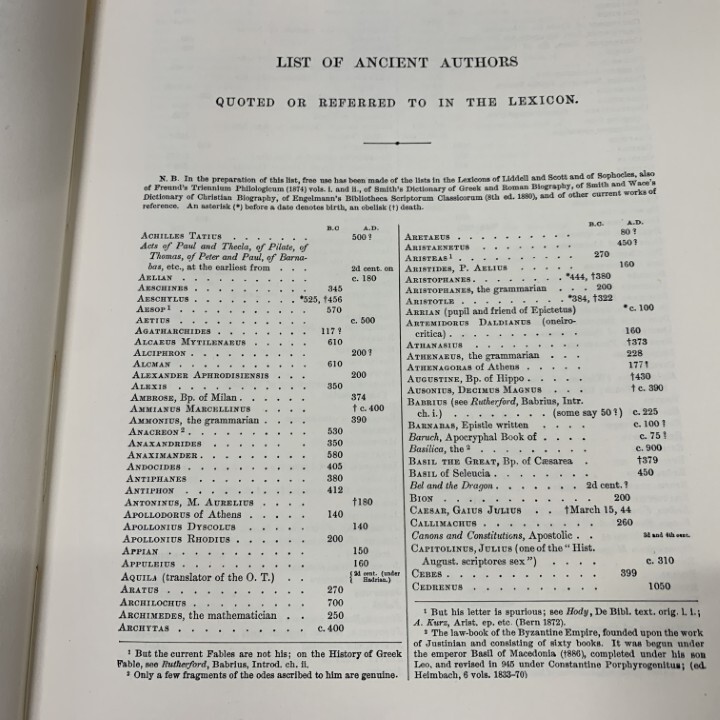 LIST OF ANCIENT AUTHORS
QUOTED OR REFERRED TO IN THE LEXICON.
N. B. In the preparation of this list, free use has been made of the lists in the Lexicons of Liddell and Scott and of Sophocles, also
of Freund's Triennium Philologicum (1874) vols. i. and ii., of Smith's Dictionary of Greek and Roman Biography, of Smith and Wace's
Dictionary of Christian Biography, of Engelmann's Bibliotheca Scriptorum Classicorum (8th ed. 1880), and of other current works of
reference. An asterisk (*) before a date denotes birth, an obelisk (†) death.
B.C A.D.
ACHILLES TATIUS . . . . . . . 500 ?
Acts of Paul and Thecla, of Pilate, of
Thomas, of Peter and Paul, of Barna-
bas, etc., at the earliest from . . . 2d cent. on
AELIAN . . . . . . . . . . c. 180
AESCHINES . . . . . . . . . 345
AESCHYLUS . . . . . . . . . *525, †456
AESOP ¹ . . . . . . . . . . 570
AETIUS . . . . . . . . . . c. 500
AGATHARCHIDES . . . . . . . 117 ?
ALCAEUS MYTILENAEUS . . . . . 610
ALCIPHRON . . . . . . . . . 200 ?
ALCMAN . . . . . . . . . . 610
ALEXANDER APHRODISIENSIS . . . 200
ALEXIS . . . . . . . . . . 350
AMBROSE, Bp. of Milan . . . . . . 374
AMMIANUS MARCELLINUS . . . . † c. 400
AMMONIUS, the grammarian . . . . 390
ANACREON ² . . . . . . . . . 530
ANAXANDRIDES . . . . . . . . 350
ANAXIMANDER . . . . . . . . 580
ANDOCIDES . . . . . . . . . 405
ANTIPHANES . . . . . . . . . 380
ANTIPHON . . . . . . . . . 412
ANTONINUS, M. AURELIUS . . . . †180
APOLLODORUS of Athens . . . . . 140
APOLLONIUS DYSCOLUS . . . . . 140
APOLLONIUS RHODIUS . . . . . 200
APPIAN . . . . . . . . . . 150
APPULEIUS . . . . . . . . . 160
AQUILA (translator of the O. T.) . . {2d cent. (under Hadrian.)
ARATUS . . . . . . . . . . 270
ARCHILOCHUS . . . . . . . . 700
ARCHIMEDES, the mathematician . . 250
ARCHYTAS . . . . . . . . . c. 400
¹ But the current Fables are not his; on the History of Greek
Fable, see Rutherford, Babrius, Introd. ch. ii.
² Only a few fragments of the odes ascribed to him are genuine.
B.C. A.D.
ARETAEUS . . . . . . . . . 80 ?
ARISTAENETUS . . . . . . . . 450 ?
ARISTEAS ¹ . . . . . . . . . 270
ARISTIDES, P. AELIUS . . . . . . 160
ARISTOPHANES . . . . . . . . *444, †380
ARISTOPHANES, the grammarian . . . 200
ARISTOTLE . . . . . . . . . *384, †322
ARRIAN (pupil and friend of Epictetus) *c. 100
ARTEMIDORUS DALDIANUS (oneiro-
critica) . . . . . . . . . . 160
ATHANASIUS . . . . . . . . †373
ATHENAEUS, the grammarian . . . 228
ATHENAGORAS of Athens . . . . . 177 ?
AUGUSTINE, Bp. of Hippo . . . . . †430
AUSONIUS, DECIMUS MAGNUS . . . † c. 390
BABRIUS (see Rutherford, Babrius, Intr.
ch. i.) . . . . . . . . (some say 50 ?) c. 225
BARNABAS, Epistle written . . . . c. 100 ?
Baruch, Apocryphal Book of . . . . c. 75 ?
Basilica, the ² . . . . . . . . c. 900
BASIL THE GREAT, Bp. of Cæsarea . †379
BASIL of Seleucia . . . . . . . 450
Bel and the Dragon . . . . . . . 2d cent. ?
BION . . . . . . . . . . 200
CAESAR, GAIUS JULIUS . . †March 15, 44
CALLIMACHUS . . . . . . . . 260
Canons and Constitutions, Apostolic . . 3d and 4th cent.
CAPITOLINUS, JULIUS (one of the “ Hist.
August. scriptores sex ”) . . . . c. 310
CEBES . . . . . . . . . . 399
CEDRENUS . . . . . . . . . 1050
¹ But his letter is spurious; see Hody, De Bibl. text. orig. l. i.;
A. Kurz, Arist. ep. etc. (Bern 1872).
² The law-book of the Byzantine Empire, founded upon the work
of Justinian and consisting of sixty books. It was begun under
the emperor Basil of Macedonia (†886), completed under his son
Leo, and revised in 945 under Constantine Porphyrogenitus; (ed.
Heimbach, 6 vols. 1833-70)